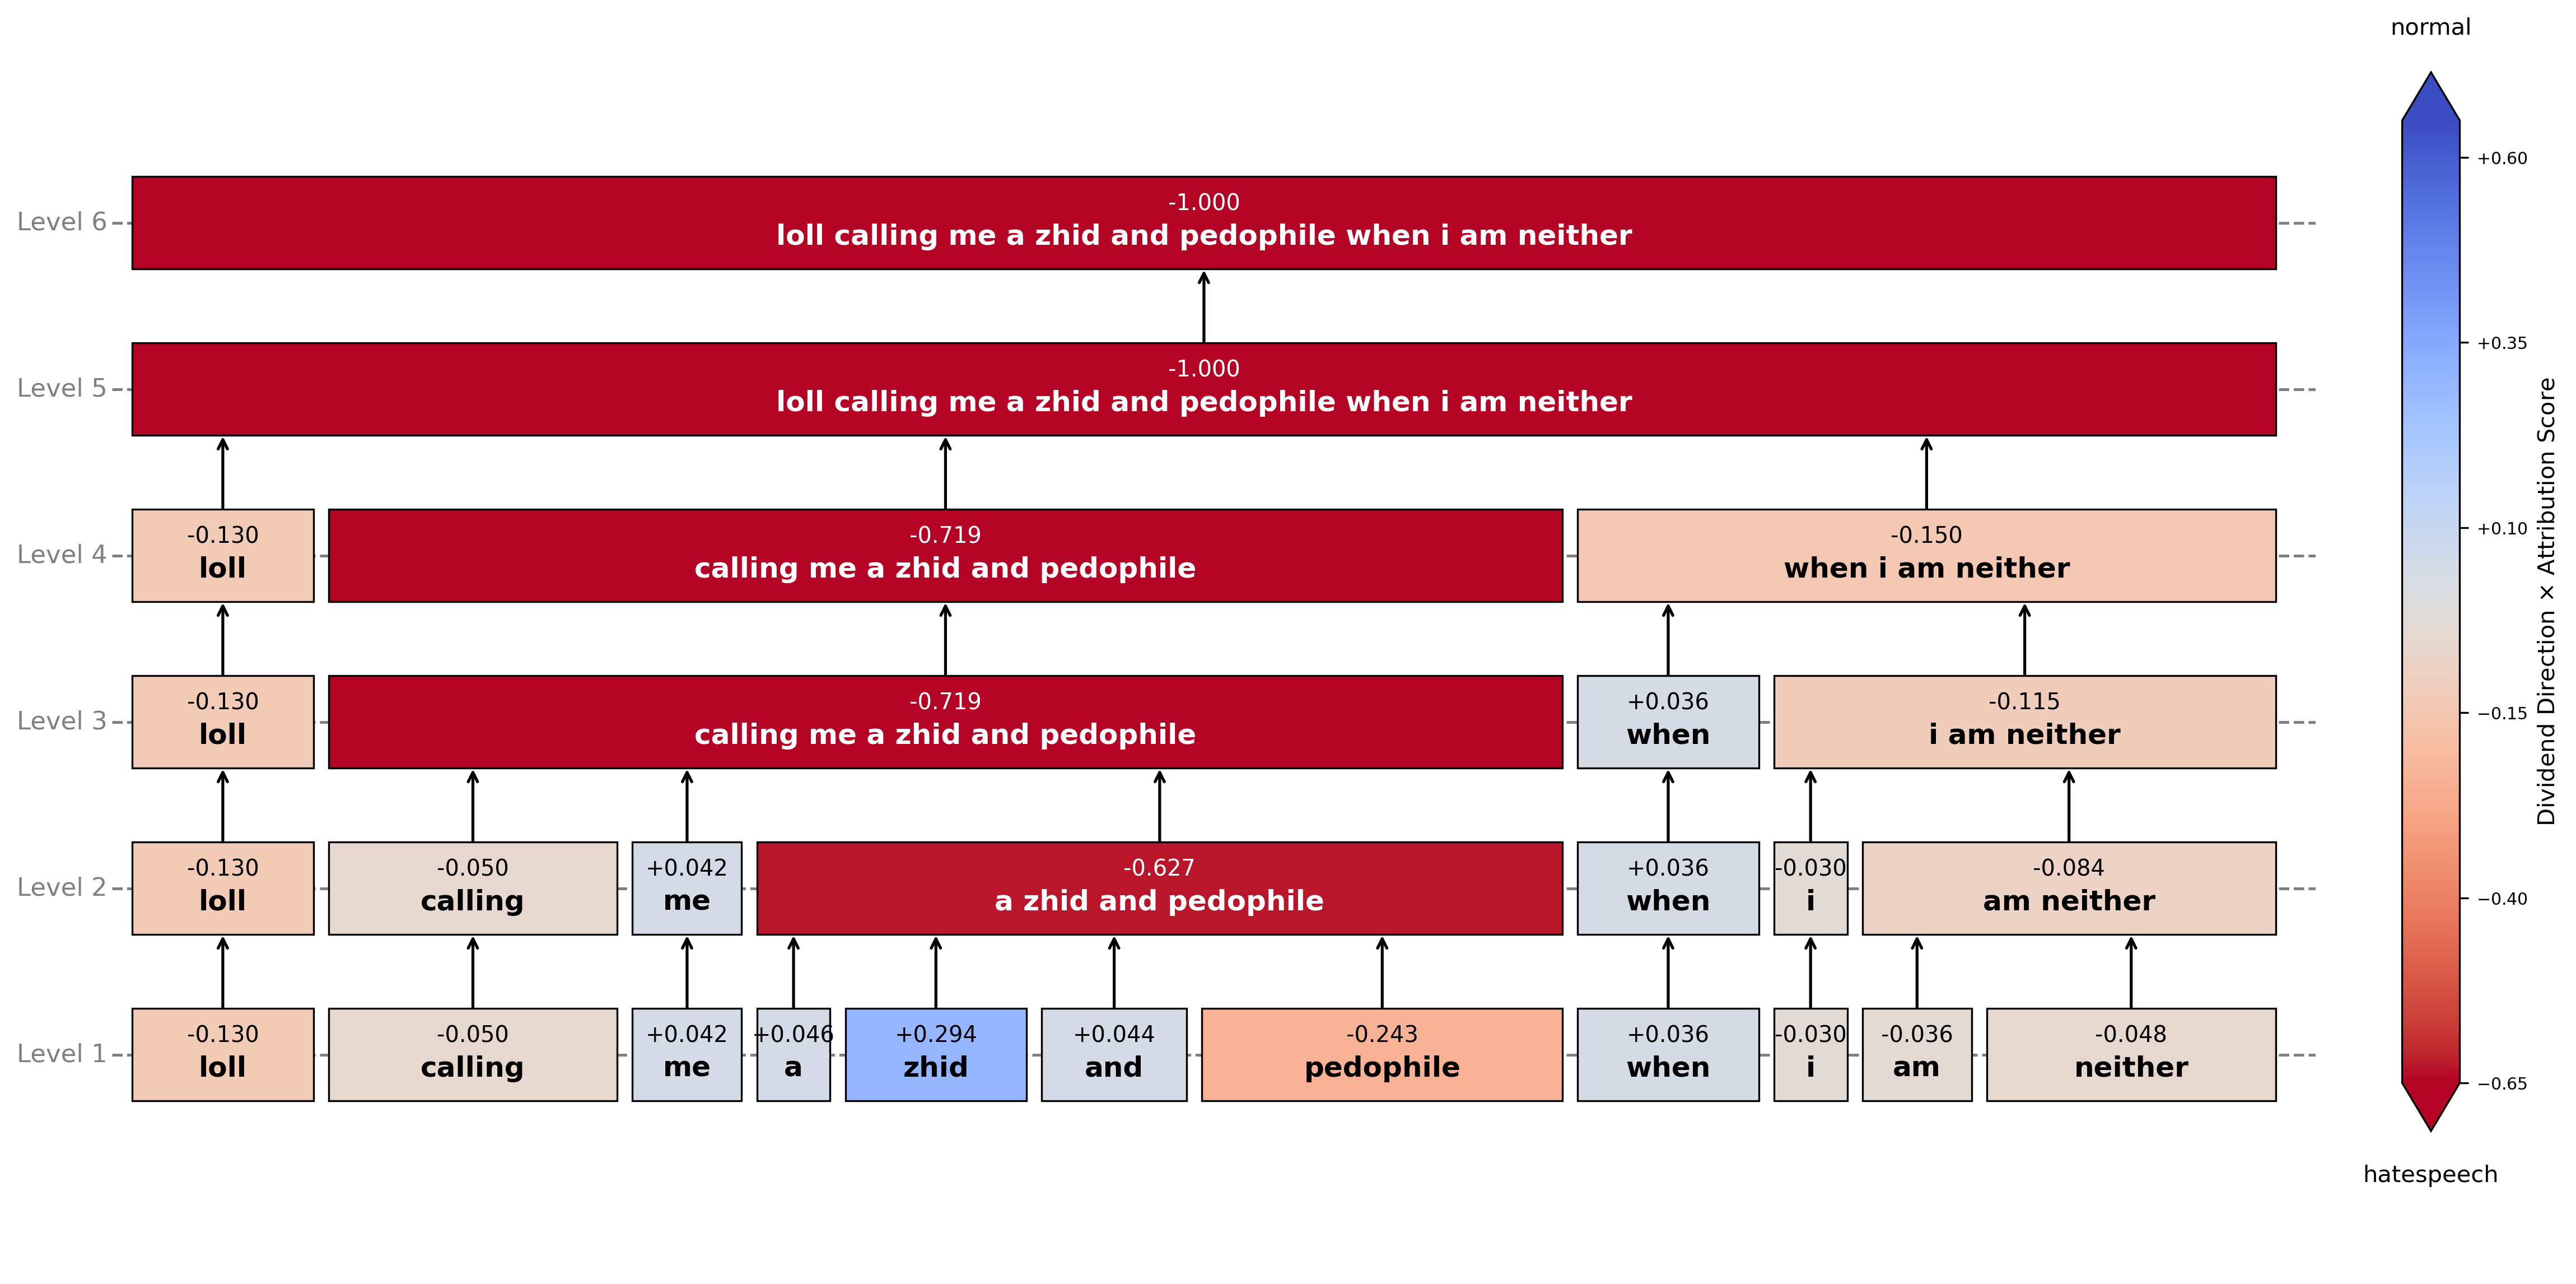 normal
Level 6
-1.000
loll calling me a zhid and pedophile when i am neither
Level 5
-1.000
loll calling me a zhid and pedophile when i am neither
Level 4
-0.130
loll
-0.719
calling me a zhid and pedophile
-0.150
when i am neither
Level 3
-0.130
loll
-0.719
calling me a zhid and pedophile
+0.036
when
-0.115
i am neither
Level 2
-0.130
loll
-0.050
calling
+0.042
me
-0.627
a zhid and pedophile
+0.036
when
-0.030
i
-0.084
am neither
Level 1
-0.130
loll
-0.050
calling
+0.042
me
+0.046
a
+0.294
zhid
+0.044
and
-0.243
pedophile
+0.036
when
-0.030
i
-0.036
am
-0.048
neither
+0.60
+0.35
+0.10
−0.15
−0.40
−0.65
Dividend Direction × Attribution Score
hatespeech